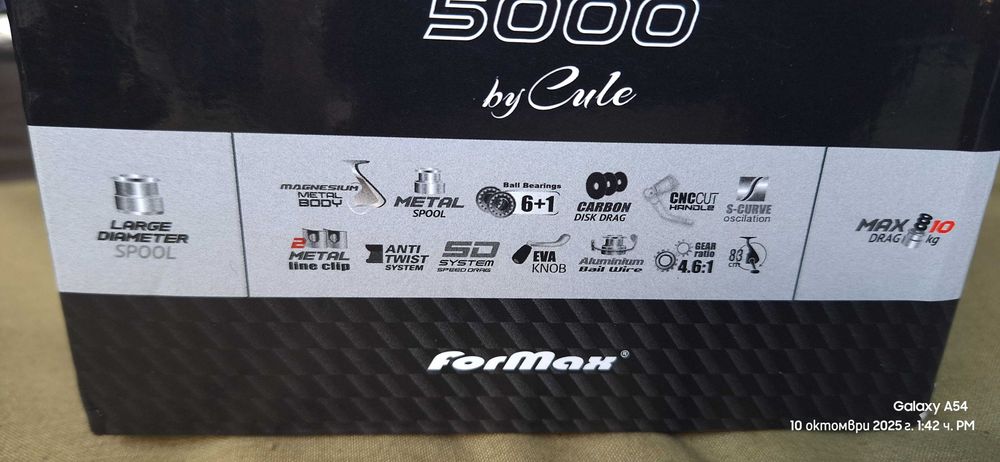 5000
by Cule
LARGE
DIAMETER
SPOOL
MAGNESIUM
METAL
BODY
METAL
SPOOL
Ball Bearings
6+1
CARBON
DISK DRAG
CNCCUT
HANDLE
S-CURVE
oscilation
MAX 8 10
DRAG kg
2
METAL
line clip
ANTI
TWIST
SYSTEM
SD
SYSTEM
SPEED DRAG
EVA
KNOB
Aluminium
Bail Wire
GEAR
ratio
4.6:1
83
cm
ForMax®
Galaxy A54
10 октомври 2025 г. 1:42 ч. PM